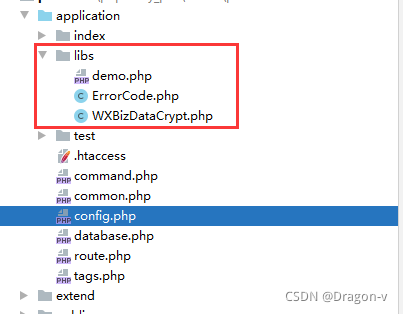 application
index
libs
demo.php
ErrorCode.php
WXBizDataCrypt.php
test
.htaccess
command.php
common.php
config.php
database.php
route.php
tags.php
extend
CSDN @Dragon-v